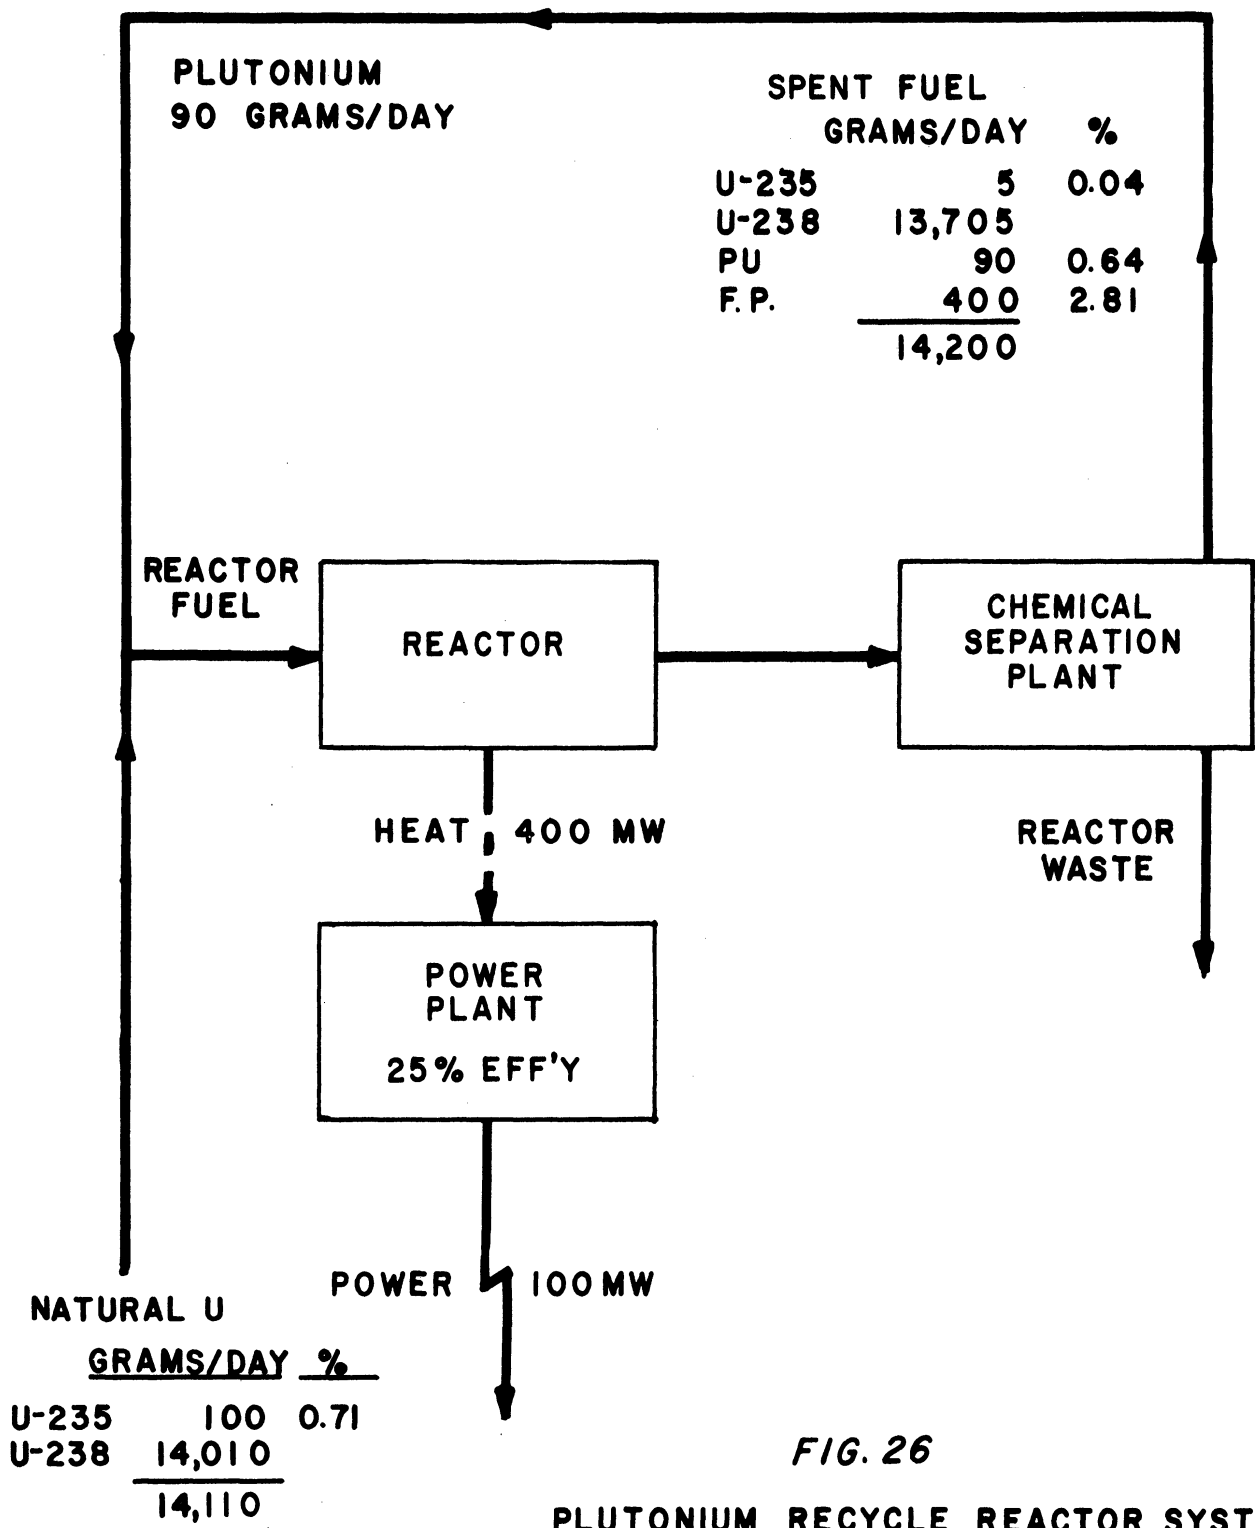 PLUTONIUM
90 GRAMS/DAY
SPENT FUEL
GRAMS/DAY %
U-235 5 0.04
U-238 13,705
PU 90 0.64
F.P. 400 2.81
14,200
REACTOR
FUEL
REACTOR
CHEMICAL
SEPARATION
PLANT
HEAT 400 MW
REACTOR
WASTE
POWER
PLANT
25% EFF'Y
POWER 100 MW
NATURAL U
GRAMS/DAY %
U-235 100 0.71
U-238 14,010
14,110
FIG. 26
PLUTONIUM RECYCLE REACTOR SYST